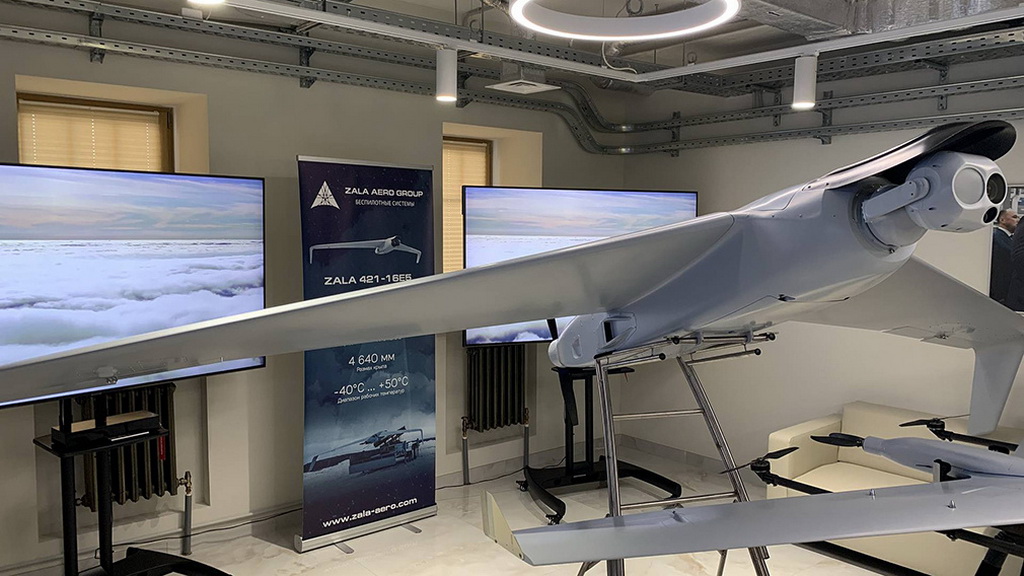 ZALA AERO GROUP
БЕСПИЛОТНЫЕ СИСТЕМЫ
ZALA 421-16E5
4 640 мм
Размах крыла
-40°C ... +50°C
Диапазон рабочих температур
www.zala-aero.com